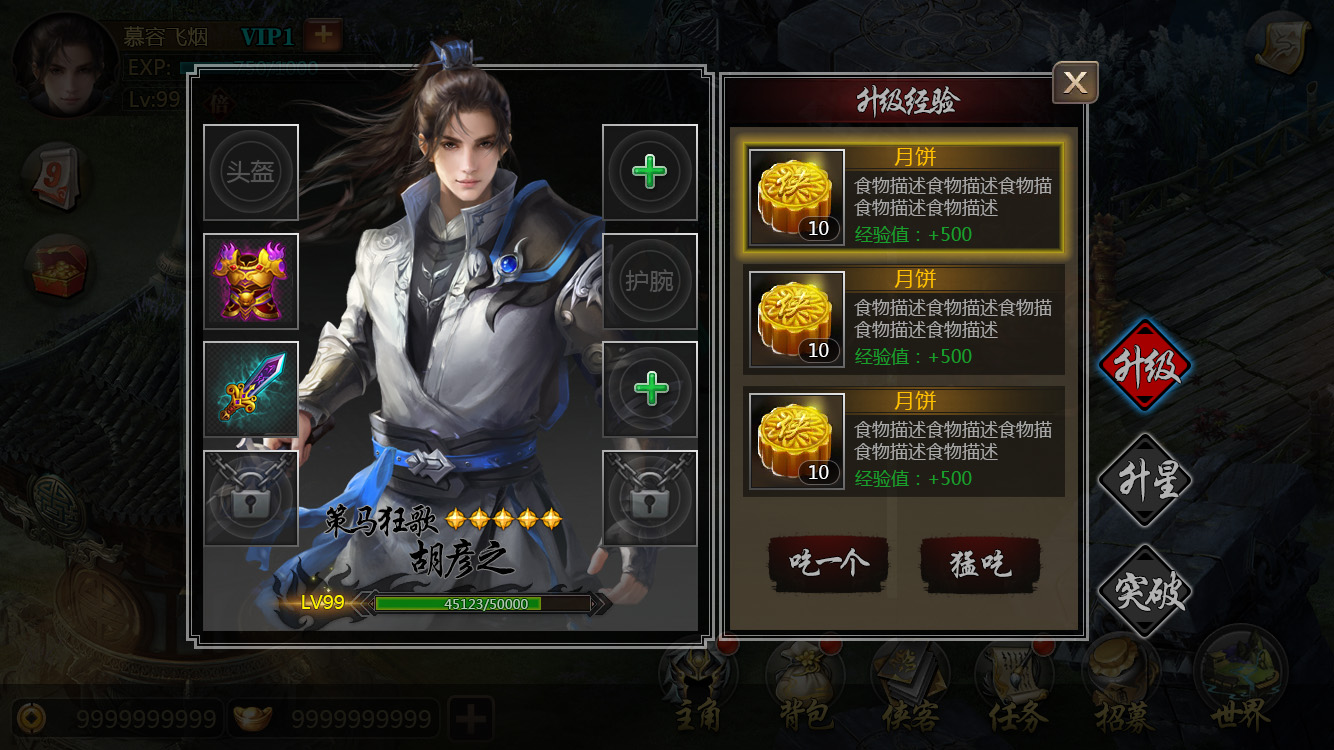 慕容飞烟 VIP1
EXP: 750/1000
Lv:99
倍
9
头盔
护腕
策马狂歌
胡彦之
LV99 45123/50000
升级经验
X
月饼
食物描述食物描述食物描
食物描述食物描述
经验值：+500
10
月饼
食物描述食物描述食物描
食物描述食物描述
经验值：+500
10
月饼
食物描述食物描述食物描
食物描述食物描述
经验值：+500
10
吃一个
猛吃
升级
升星
突破
9999999999
9999999999
主角
背包
侠客
任务
招募
世界